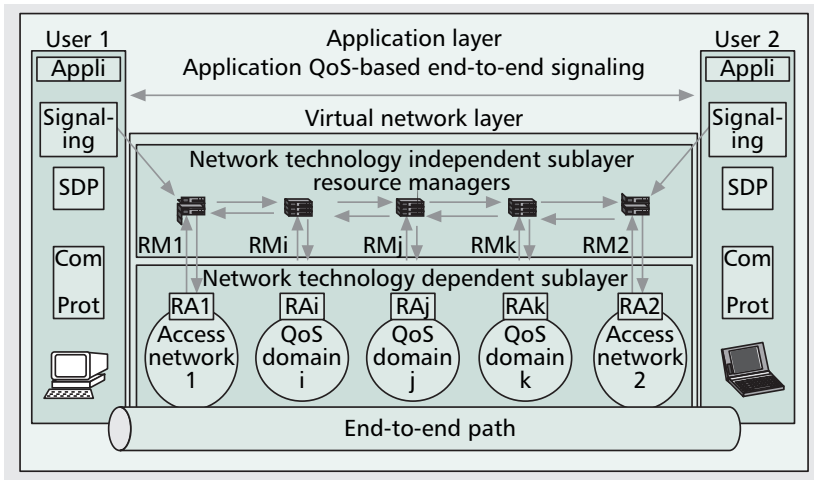 User 1
Application layer
User 2
Appli
Application QoS-based end-to-end signaling
Appli
Signal-
ing
Virtual network layer
Signal-
ing
Network technology independent sublayer
resource managers
SDP
SDP
RM1
RMi
RMj
RMk
RM2
Com
Prot
Network technology dependent sublayer
Com
Prot
RA1
RAi
RAj
RAk
RA2
Access
network
1
QoS
domain
i
QoS
domain
j
QoS
domain
k
Access
network
2
End-to-end path